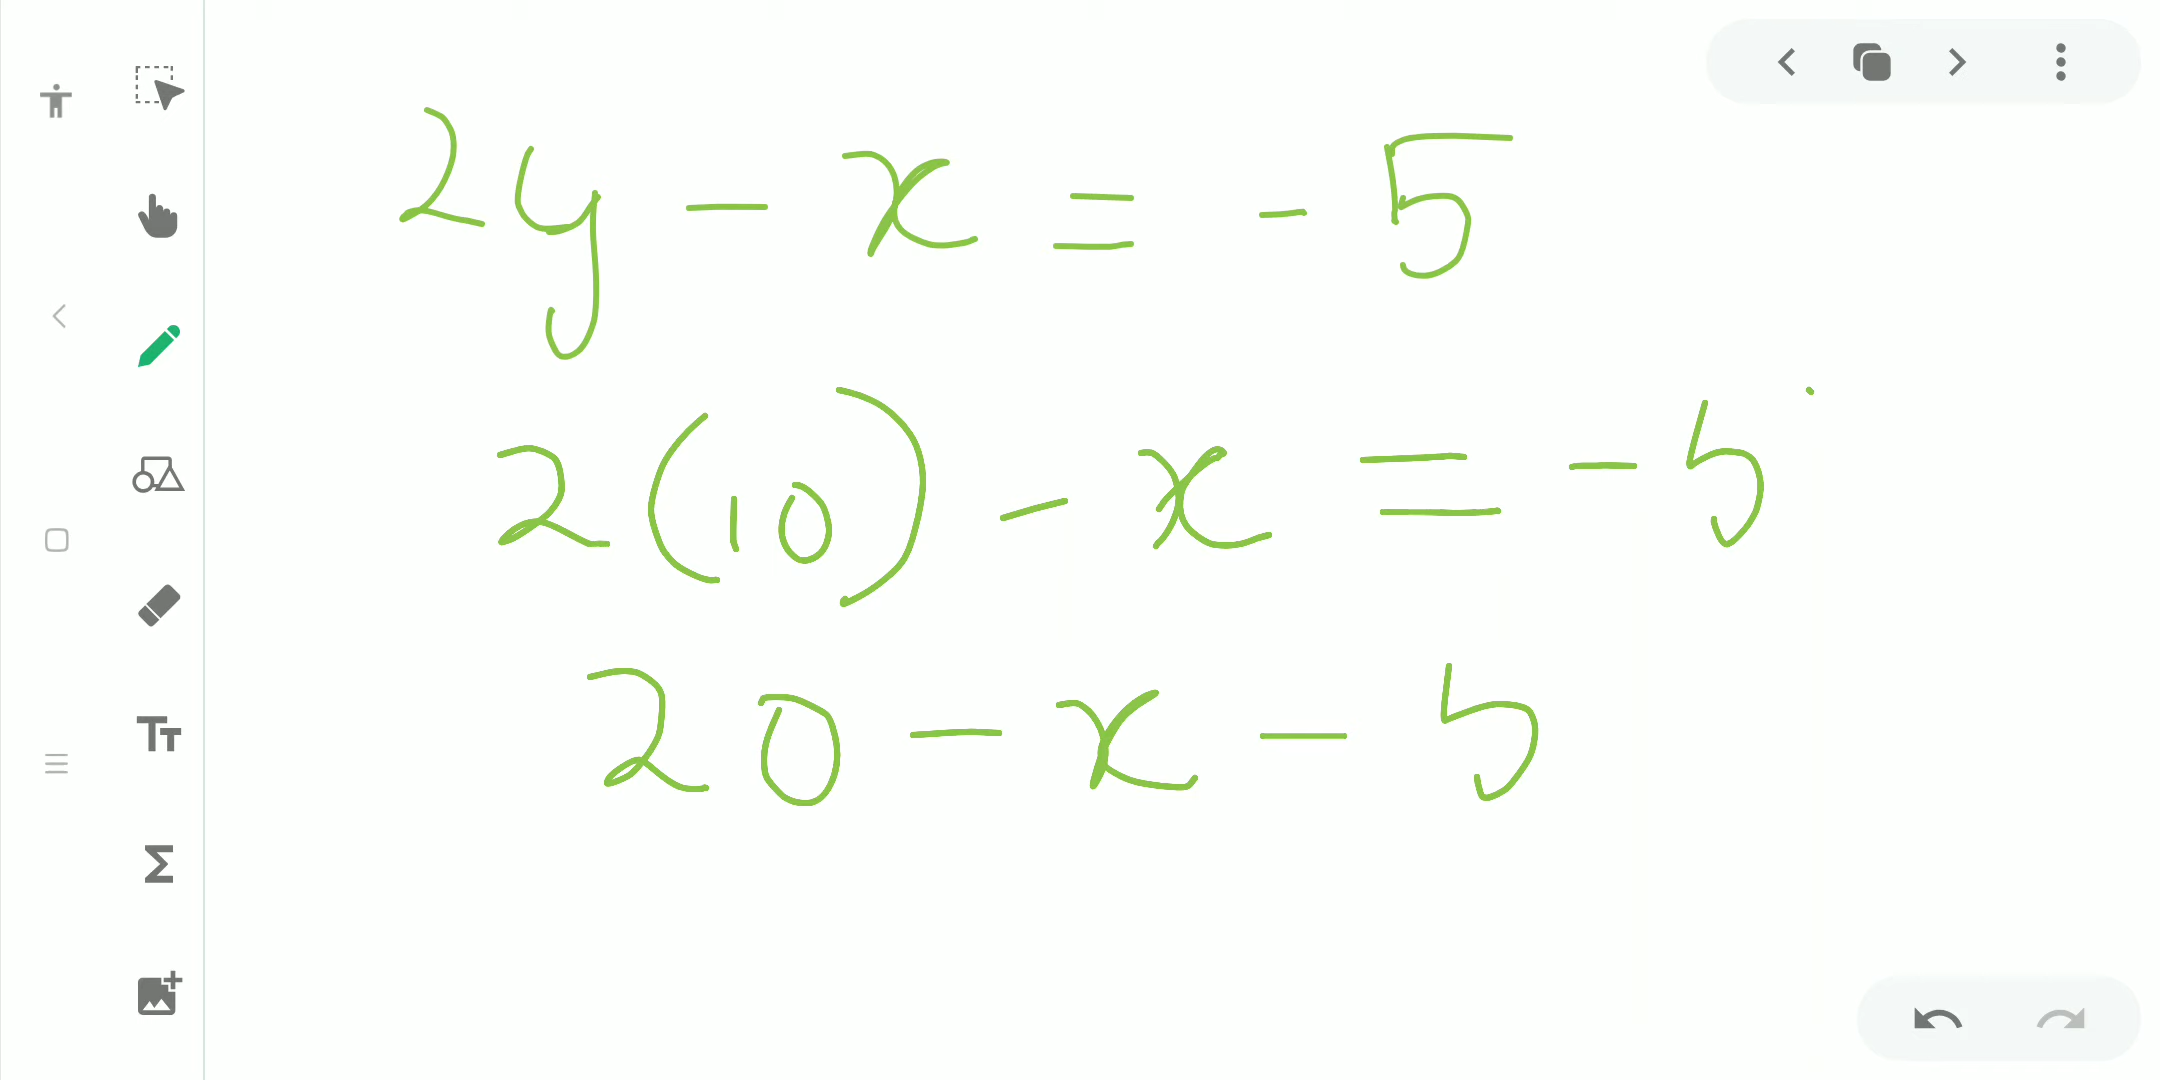 2y - x = - 5
2(10) - x = - 5
20 - x - 5